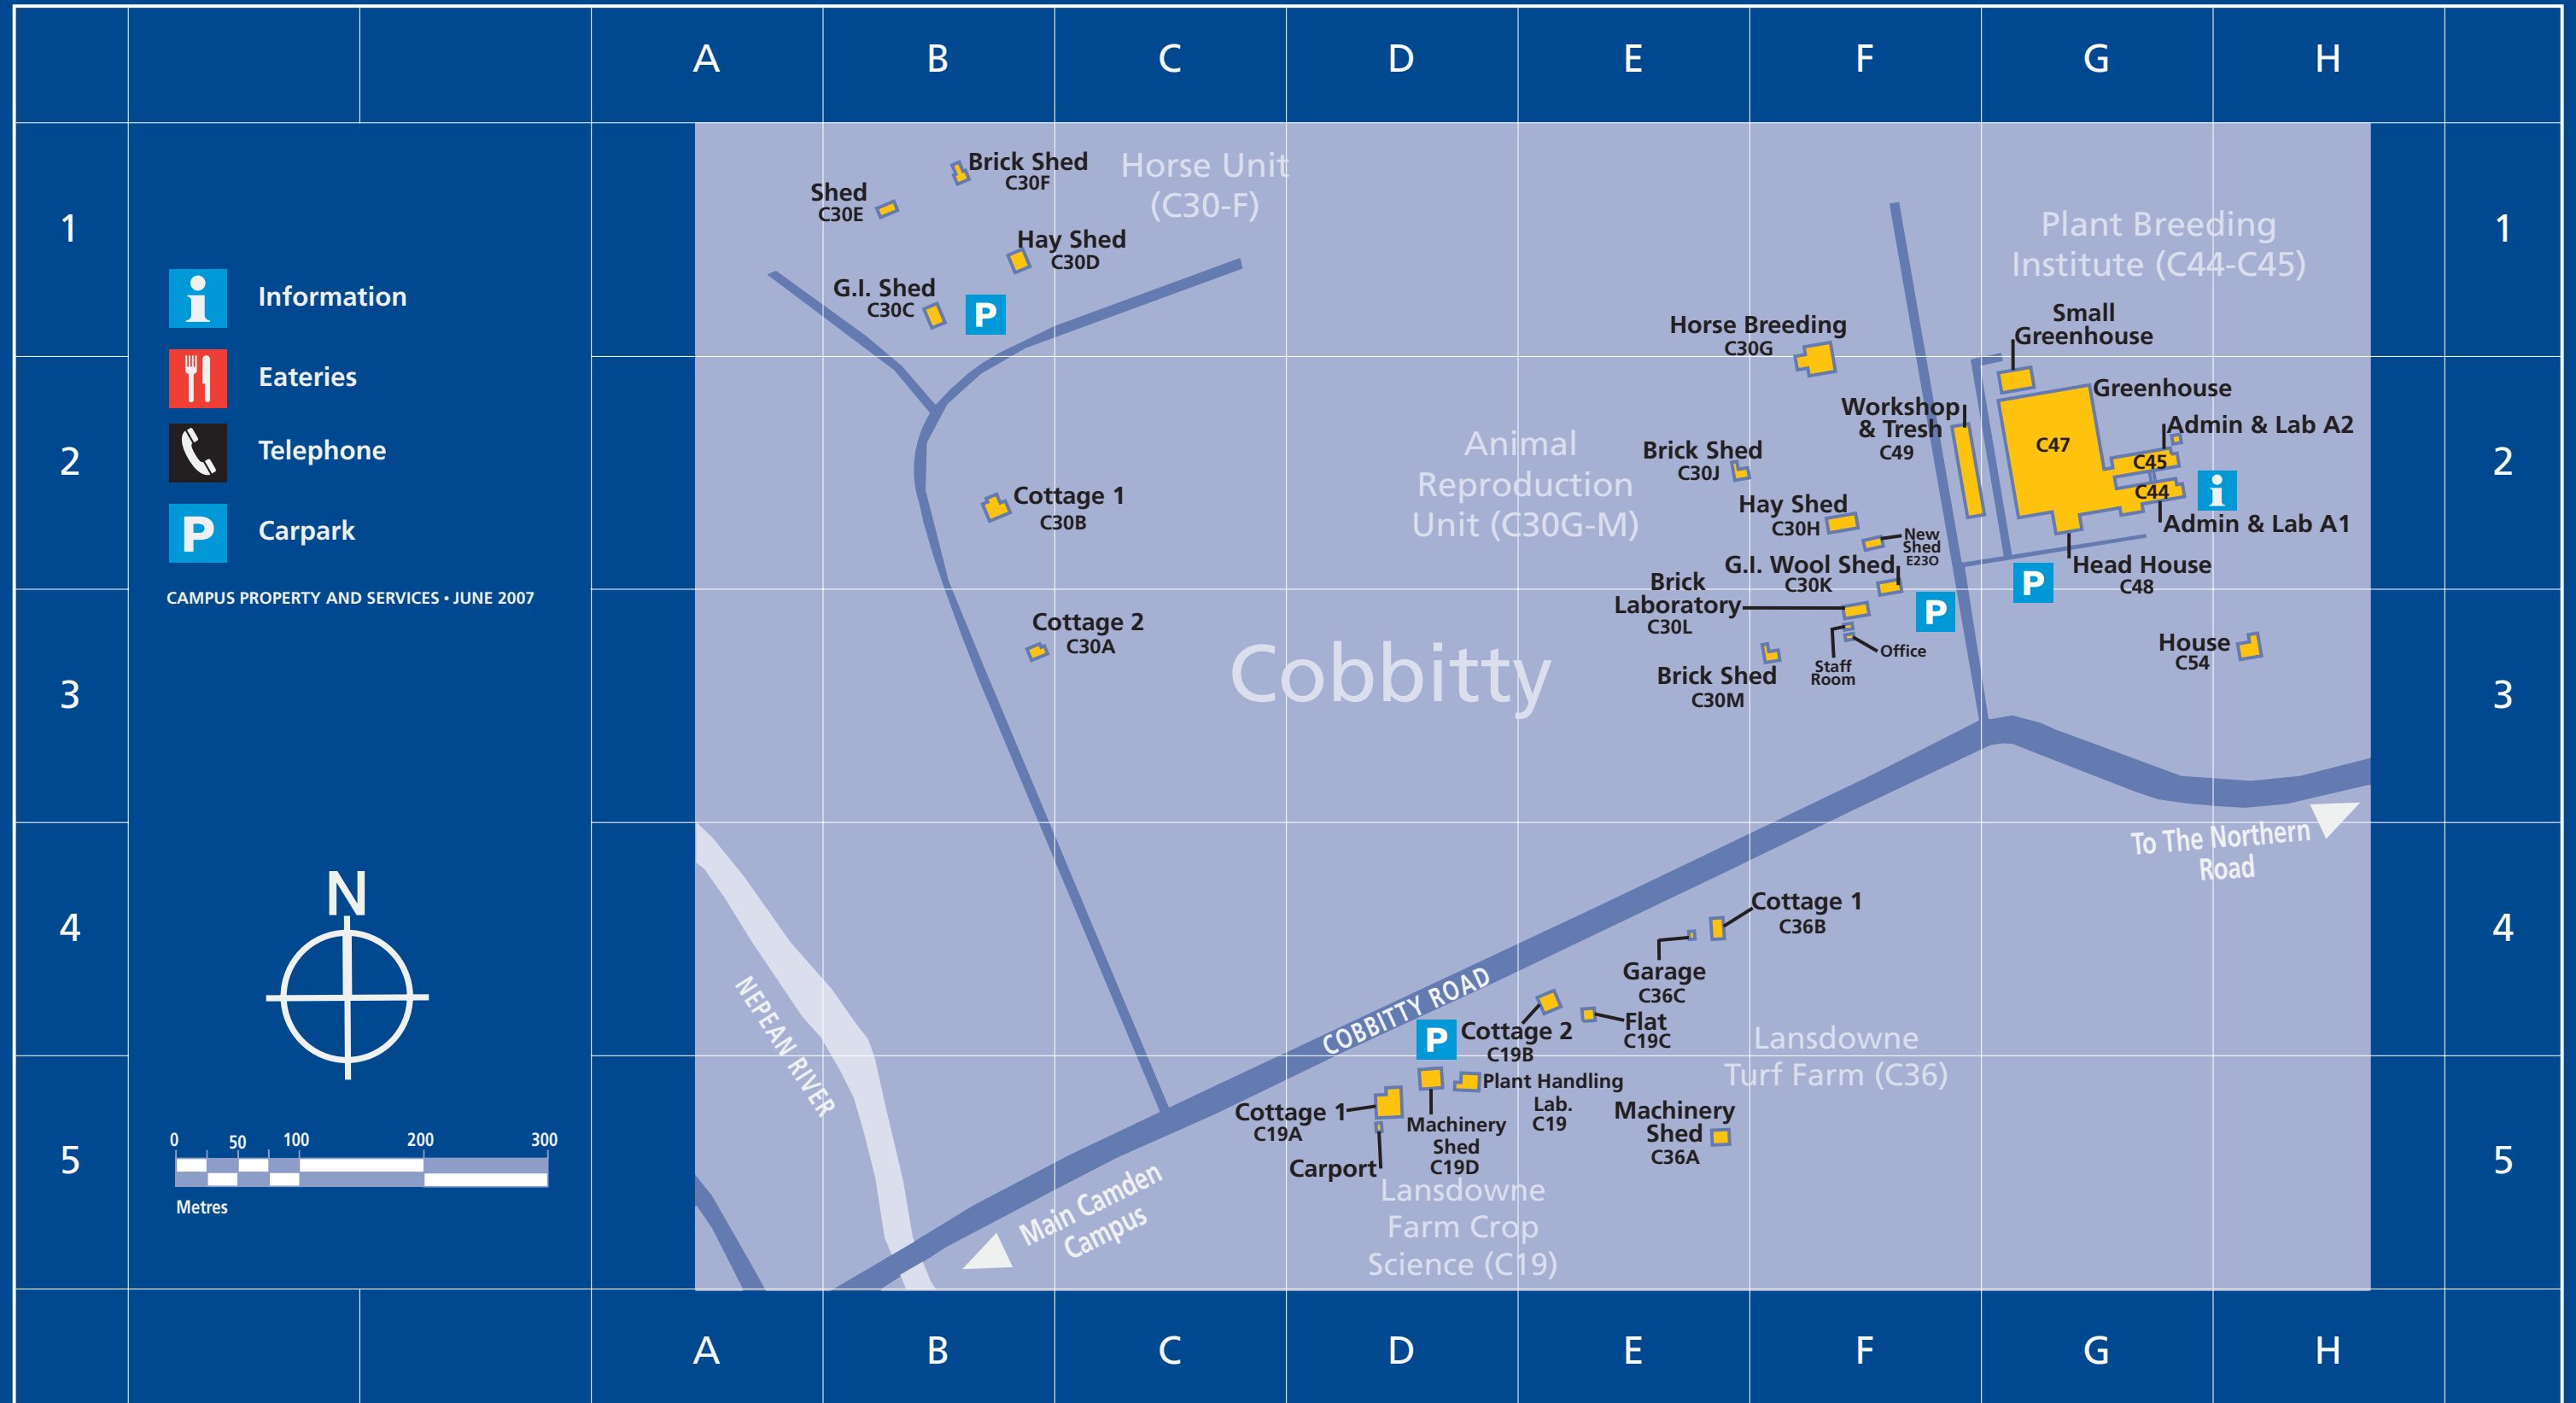 A B C D E F G H
1
2
3
4
5
i Information
Eateries
Telephone
P Carpark
CAMPUS PROPERTY AND SERVICES • JUNE 2007
N
0 50 100 200 300
Metres
Brick Shed
C30F
Shed
C30E
Hay Shed
C30D
G.I. Shed
C30C
P
Horse Unit
(C30-F)
Cottage 1
C30B
Cottage 2
C30A
Cobbitty
Animal
Reproduction
Unit (C30G-M)
Horse Breeding
C30G
Brick Shed
C30J
Hay Shed
C30H
New
Shed
E23O
G.I. Wool Shed
C30K
Brick
Laboratory
C30L
P
Staff
Room
Office
Brick Shed
C30M
Workshop
& Tresh
C49
Plant Breeding
Institute (C44-C45)
Small
Greenhouse
Greenhouse
C47
Admin & Lab A2
C45
C44
i
Admin & Lab A1
Head House
C48
P
House
C54
To The Northern
Road
NEPEAN RIVER
COBBITTY ROAD
Main Camden
Campus
Cottage 1
C36B
Garage
C36C
Cottage 2
C19B
Flat
C19C
P
Lansdowne
Turf Farm (C36)
Plant Handling
Lab.
C19
Cottage 1
C19A
Machinery
Shed
C19D
Carport
Machinery
Shed
C36A
Lansdowne
Farm Crop
Science (C19)
1
2
3
4
5
A B C D E F G H